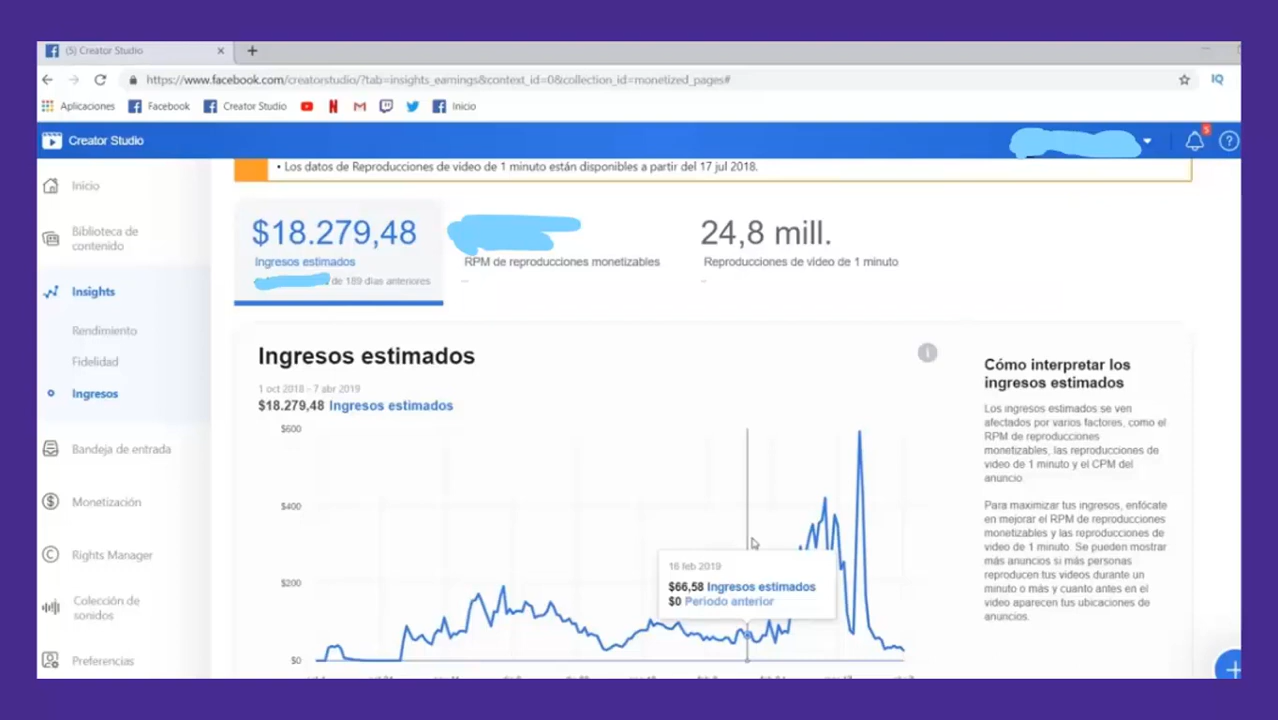 (5) Creator Studio
https://www.facebook.com/creatorstudio/?tab=insights_earnings&context_id=0&collection_id=monetized_pages#
IQ
Aplicaciones Facebook Creator Studio Inicio
Creator Studio
5
• Los datos de Reproducciones de video de 1 minuto están disponibles a partir del 17 jul 2018.
Inicio
Biblioteca de
contenido
Insights
Rendimiento
Fidelidad
Ingresos
Bandeja de entrada
Monetización
Rights Manager
Colección de
sonidos
Preferencias
$18.279,48
Ingresos estimados
de 189 días anteriores
RPM de reproducciones monetizables
--
24,8 mill.
Reproducciones de video de 1 minuto
--
Ingresos estimados
1 oct 2018 - 7 abr 2019
$18.279,48 Ingresos estimados
$600
$400
$200
$0
16 feb 2019
$66,58 Ingresos estimados
$0 Periodo anterior
Cómo interpretar los
ingresos estimados
Los ingresos estimados se ven
afectados por varios factores, como el
RPM de reproducciones
monetizables, las reproducciones de
video de 1 minuto y el CPM del
anuncio.
Para maximizar tus ingresos, enfócate
en mejorar el RPM de reproducciones
monetizables y las reproducciones de
video de 1 minuto. Se pueden mostrar
más anuncios si más personas
reproducen tus videos durante un
minuto o más y cuanto antes en el
video aparecen tus ubicaciones de
anuncios.